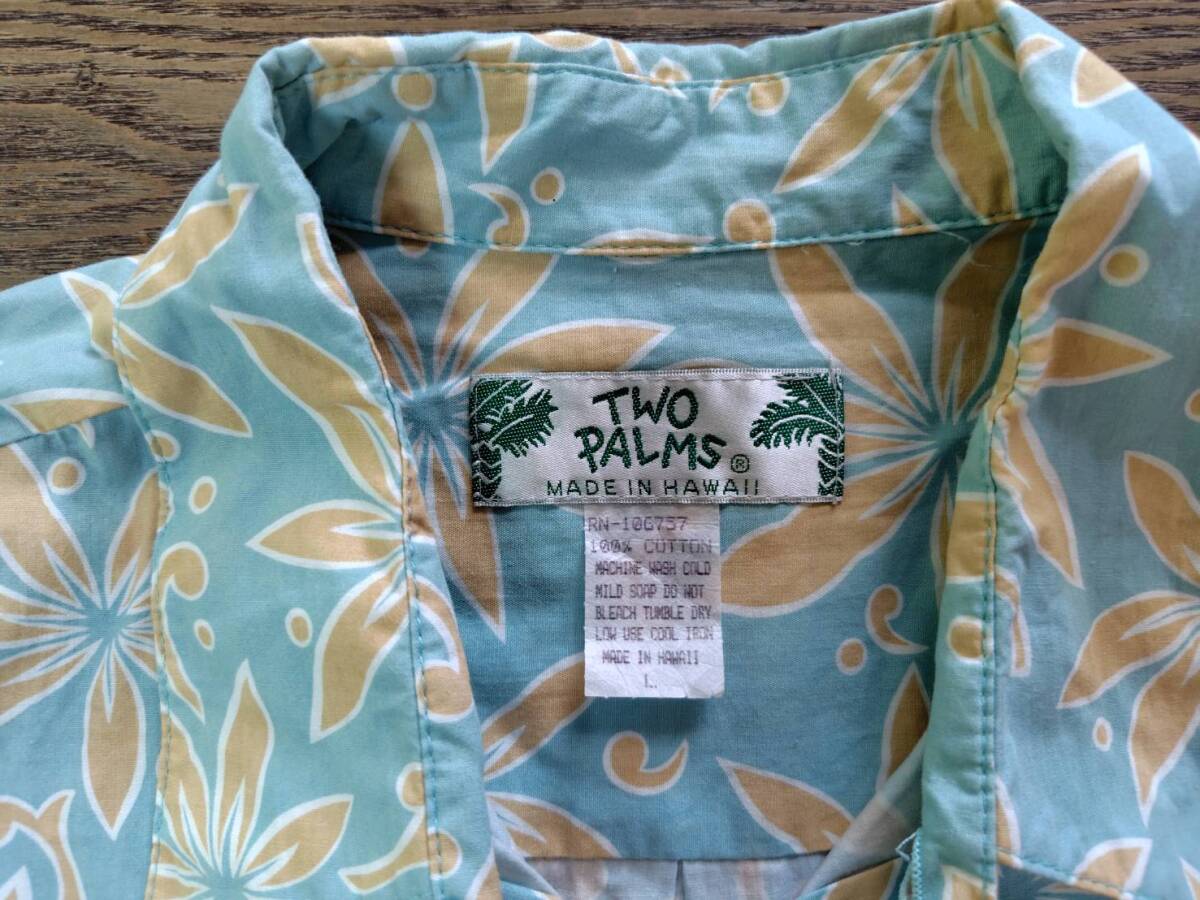 TWO
PALMS®
MADE IN HAWAII
RN-106757
100% COTTON
MACHINE WASH COLD
MILD SOAP DO NOT
BLEACH TUMBLE DRY
LOW USE COOL IRON
MADE IN HAWAII
L.